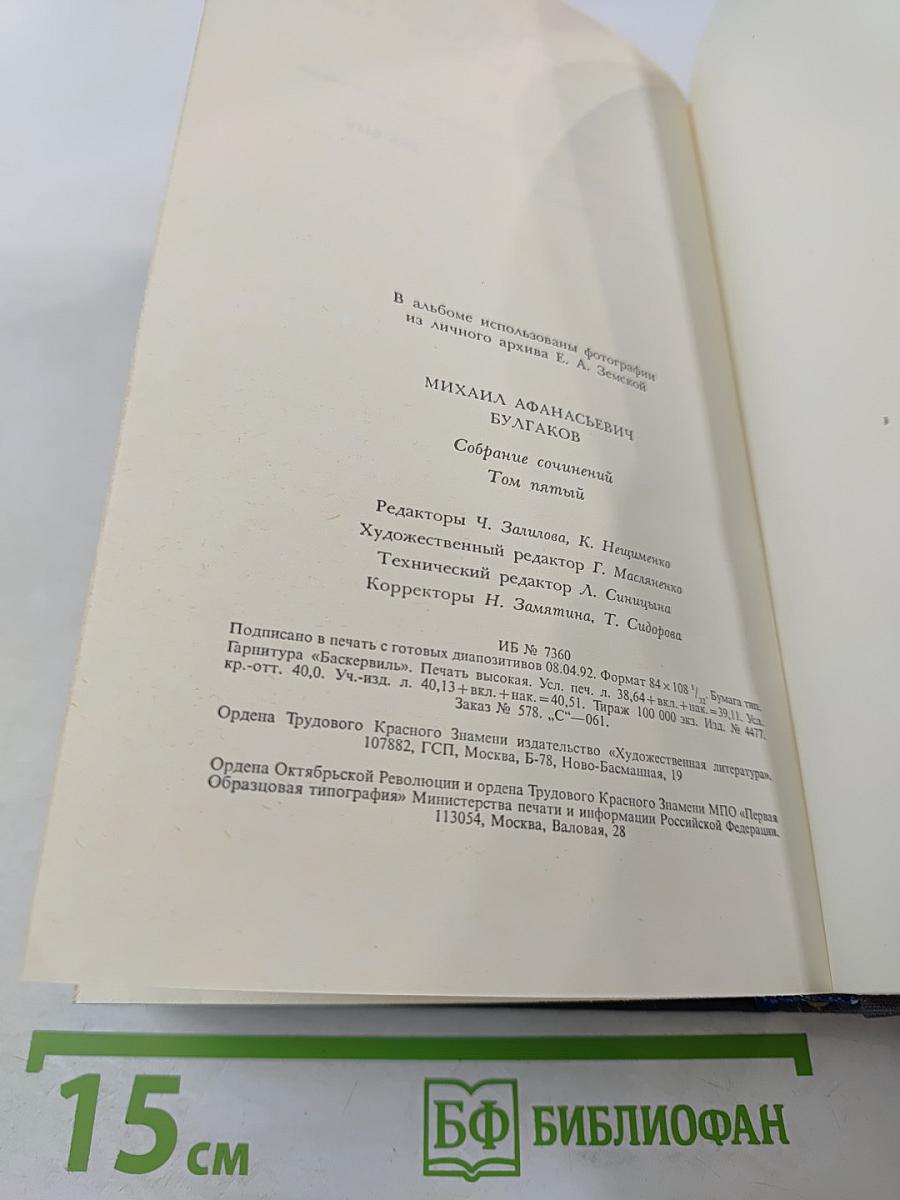 В альбоме использованы фотографии
из личного архива Е. А. Земской
МИХАИЛ АФАНАСЬЕВИЧ
БУЛГАКОВ
Собрание сочинений
Том пятый
Редакторы Ч. Залилова, К. Нещименко
Художественный редактор Г. Масляненко
Технический редактор Л. Синицына
Корректоры Н. Замятина, Т. Сидорова
ИБ № 7360
Подписано в печать с готовых диапозитивов 08.04.92. Формат 84×108 1/32. Бумага тип.
Гарнитура «Баскервиль». Печать высокая. Усл. печ. л. 38,64+вкл.+нак.=39,11. Усл.
кр.-отт. 40,0. Уч.-изд. л. 40,13+вкл.+нак.=40,51. Тираж 100 000 экз. Изд. № 4477.
Заказ № 578. „С“—061.
Ордена Трудового Красного Знамени издательство «Художественная литература».
107882, ГСП, Москва, Б-78, Ново-Басманная, 19
Ордена Октябрьской Революции и ордена Трудового Красного Знамени МПО «Первая
Образцовая типография» Министерства печати и информации Российской Федерации.
113054, Москва, Валовая, 28
15 см
БФ БИБЛИОФАН